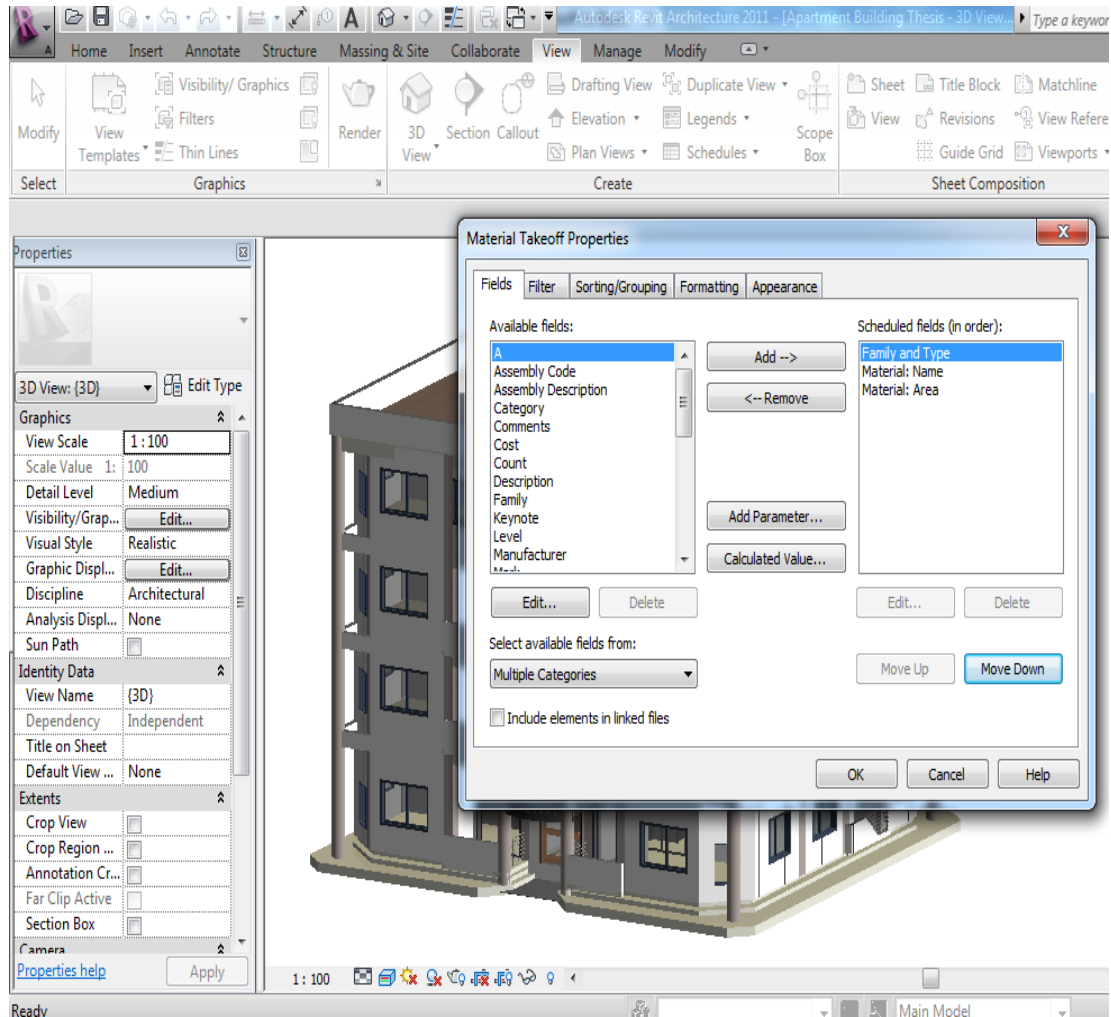 Autodesk Revit Architecture 2011 - [Apartment Building Thesis - 3D View...
Type a keywor
Home Insert Annotate Structure Massing & Site Collaborate View Manage Modify
Modify
View
Templates
Visibility/ Graphics
Filters
Thin Lines
Render
3D
View
Section
Callout
Drafting View
Elevation
Plan Views
Duplicate View
Legends
Schedules
Scope
Box
Sheet
Title Block
Matchline
View
Revisions
View Refere
Guide Grid
Viewports
Select
Graphics
Create
Sheet Composition
Properties
3D View: {3D}
Edit Type
Graphics
View Scale 1 : 100
Scale Value 1: 100
Detail Level Medium
Visibility/Grap... Edit...
Visual Style Realistic
Graphic Displ... Edit...
Discipline Architectural
Analysis Displ... None
Sun Path
Identity Data
View Name {3D}
Dependency Independent
Title on Sheet
Default View ... None
Extents
Crop View
Crop Region ...
Annotation Cr...
Far Clip Active
Section Box
Camera
Properties help
Apply
Material Takeoff Properties
X
Fields Filter Sorting/Grouping Formatting Appearance
Available fields:
A
Assembly Code
Assembly Description
Category
Comments
Cost
Count
Description
Family
Keynote
Level
Manufacturer
Mark
Add -->
<-- Remove
Add Parameter...
Calculated Value...
Scheduled fields (in order):
Family and Type
Material: Name
Material: Area
Edit...
Delete
Edit...
Delete
Select available fields from:
Multiple Categories
Move Up
Move Down
Include elements in linked files
OK
Cancel
Help
1 : 100
Ready
Main Model